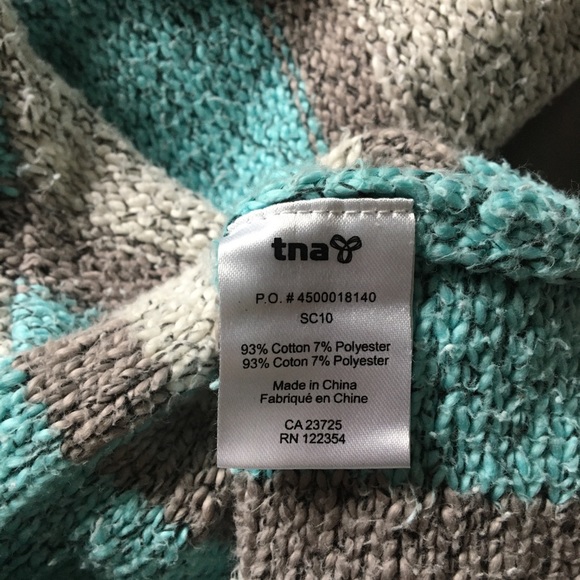 tna
P.O. # 4500018140
SC10
93% Cotton 7% Polyester
93% Coton 7% Polyester
Made in China
Fabriqué en Chine
CA 23725
RN 122354